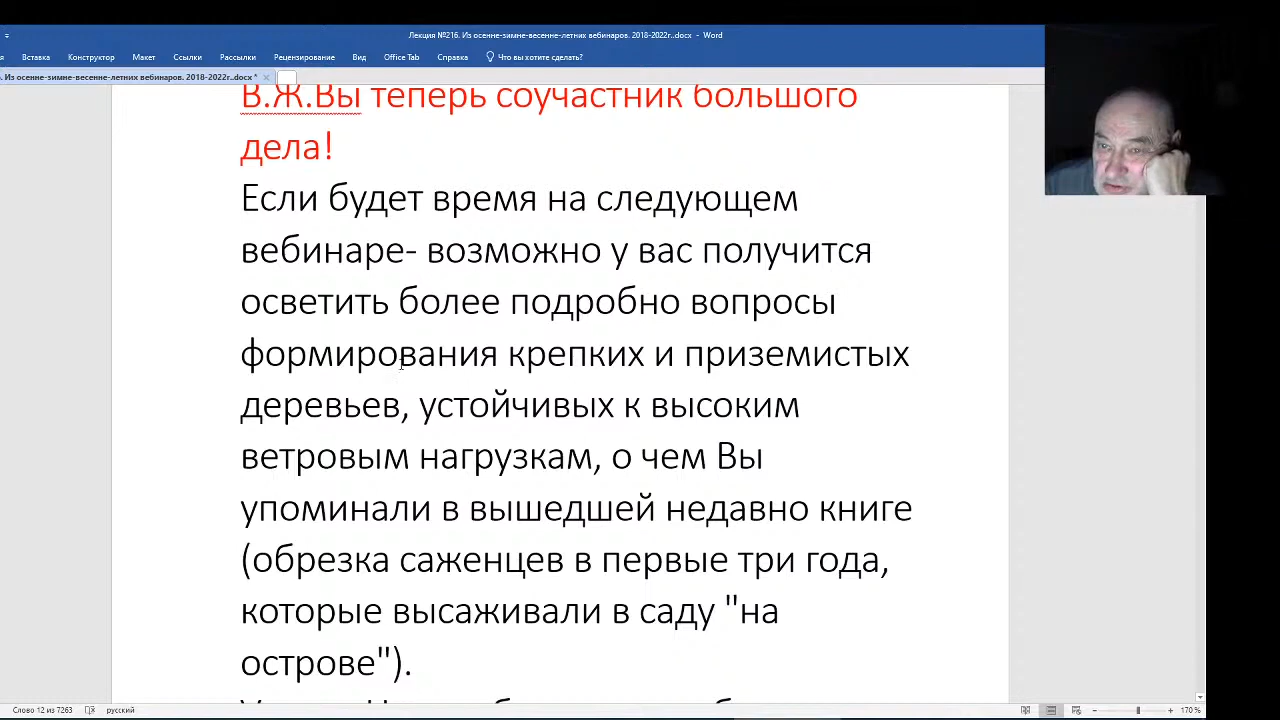 Лекция №216. Из осенне-зимне-весенне-летних вебинаров. 2018-2022г..docx - Word
Вставка Конструктор Макет Ссылки Рассылки Рецензирование Вид Office Tab Справка Что вы хотите сделать?
Из осенне-зимне-весенне-летних вебинаров. 2018-2022г..docx *
В.Ж.Вы теперь соучастник большого
дела!
Если будет время на следующем
вебинаре- возможно у вас получится
осветить более подробно вопросы
формирования крепких и приземистых
деревьев, устойчивых к высоким
ветровым нагрузкам, о чем Вы
упоминали в вышедшей недавно книге
(обрезка саженцев в первые три года,
которые высаживали в саду "на
острове").
Слово 12 из 7263 русский 170 %